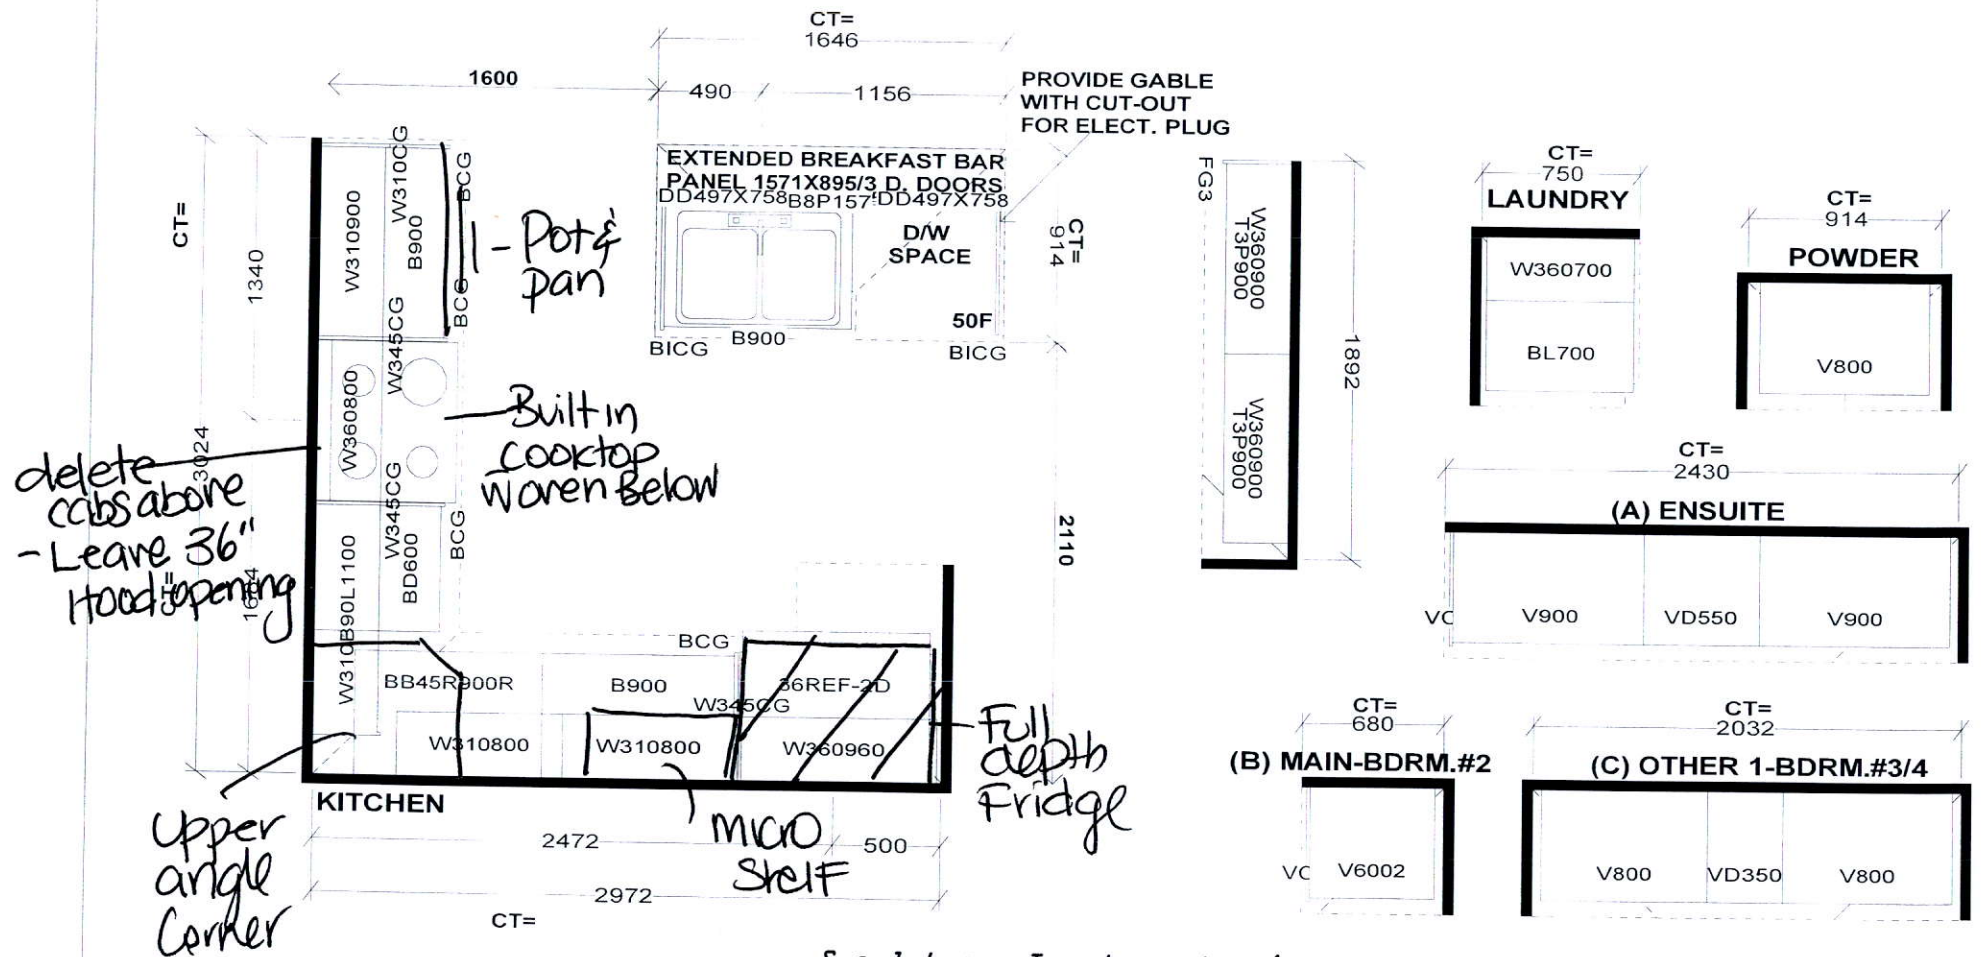 CT=
1646
1600
490
1156
PROVIDE GABLE
WITH CUT-OUT
FOR ELECT. PLUG
EXTENDED BREAKFAST BAR
PANEL 1571X895/3 D. DOORS
DD497X758
B8P157
DD497X758
D/W
SPACE
50F
BICG
B900
BICG
CT=
914
2110
CT=
1340
3024
W310900
W310CG
B900
BCG
BCG
1 - Pot &
pan
W345CG
W360800
Built in
cooktop
w oven Below
delete
cabs above
- Leave 36"
Hood opening
W345CG
BCG
BD600
W310B90L1100
BCG
BB45R900R
B900
36REF-2D
W345CG
W310800
W310800
W360960
Full
depth
Fridge
KITCHEN
Upper
angle
Corner
micro
Shelf
2472
500
2972
CT=
FG3
W360900
T3P900
W360900
T3P900
1892
CT=
750
LAUNDRY
W360700
BL700
CT=
914
POWDER
V800
CT=
2430
(A) ENSUITE
V900
VD550
V900
CT=
680
(B) MAIN-BDRM.#2
V6002
CT=
2032
(C) OTHER 1-BDRM.#3/4
V800
VD350
V800